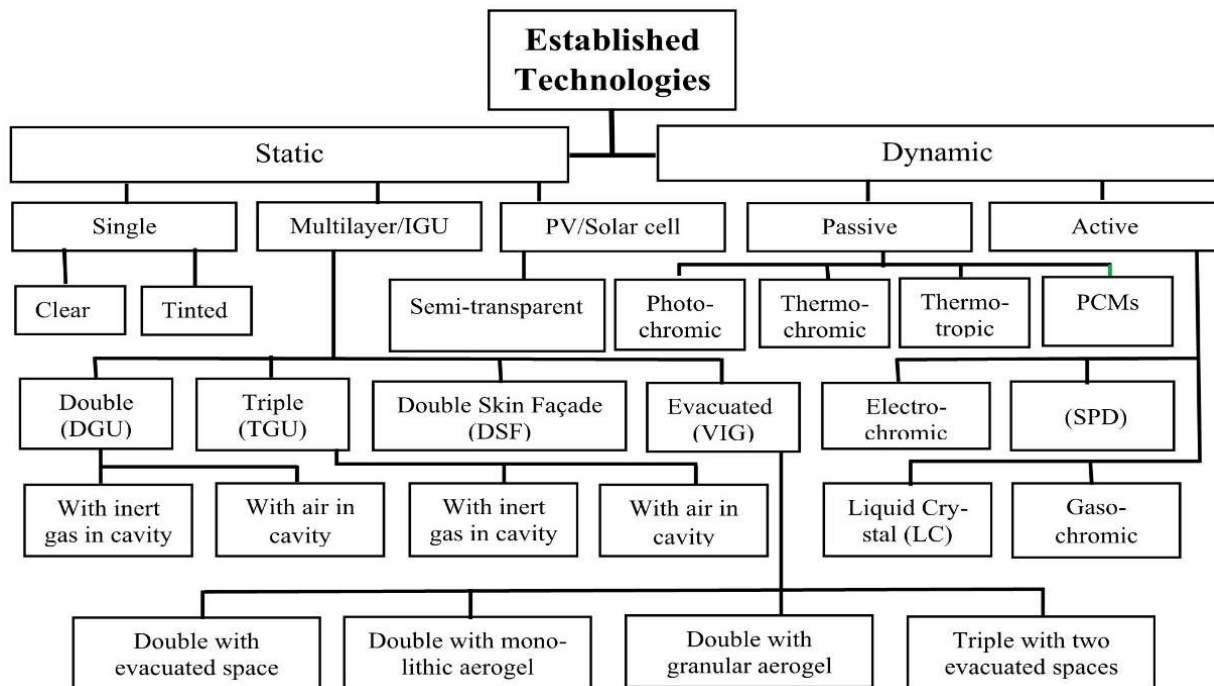 Established
Technologies
Static
Dynamic
Single
Multilayer/IGU
PV/Solar cell
Passive
Active
Clear
Tinted
Semi-transparent
Photo-
chromic
Thermo-
chromic
Thermo-
tropic
PCMs
Double
(DGU)
Triple
(TGU)
Double Skin Façade
(DSF)
Evacuated
(VIG)
Electro-
chromic
(SPD)
With inert
gas in cavity
With air in
cavity
With inert
gas in cavity
With air in
cavity
Liquid Cry-
stal (LC)
Gaso-
chromic
Double with
evacuated space
Double with mono-
lithic aerogel
Double with
granular aerogel
Triple with two
evacuated spaces